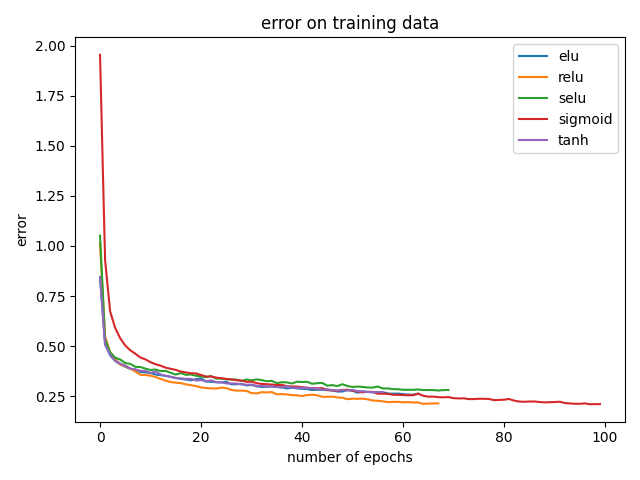 error on training data
2.00
1.75
1.50
1.25
1.00
0.75
0.50
0.25
error
elu
relu
selu
sigmoid
tanh
0 20 40 60 80 100
number of epochs